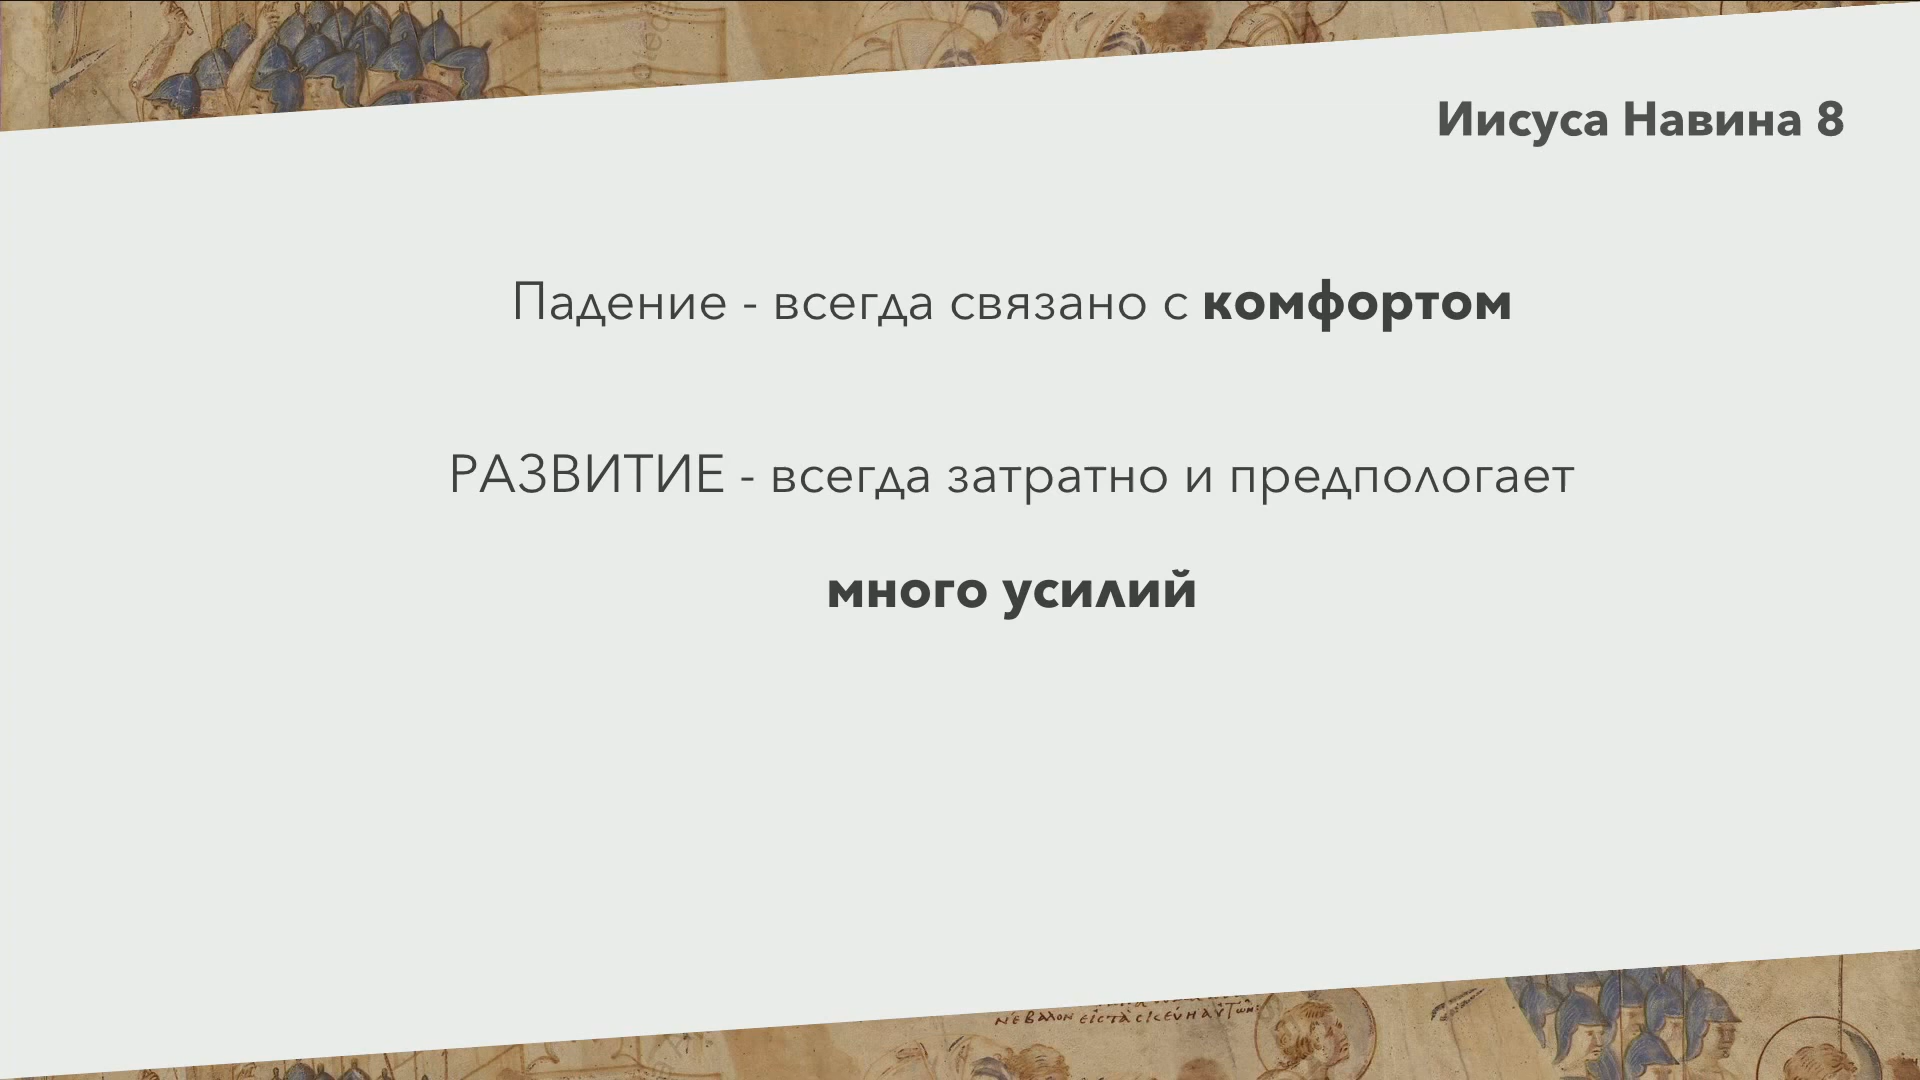 Иисуса Навина 8
Падение - всегда связано с комфортом
РАЗВИТИЕ - всегда затратно и предпологает
много усилий